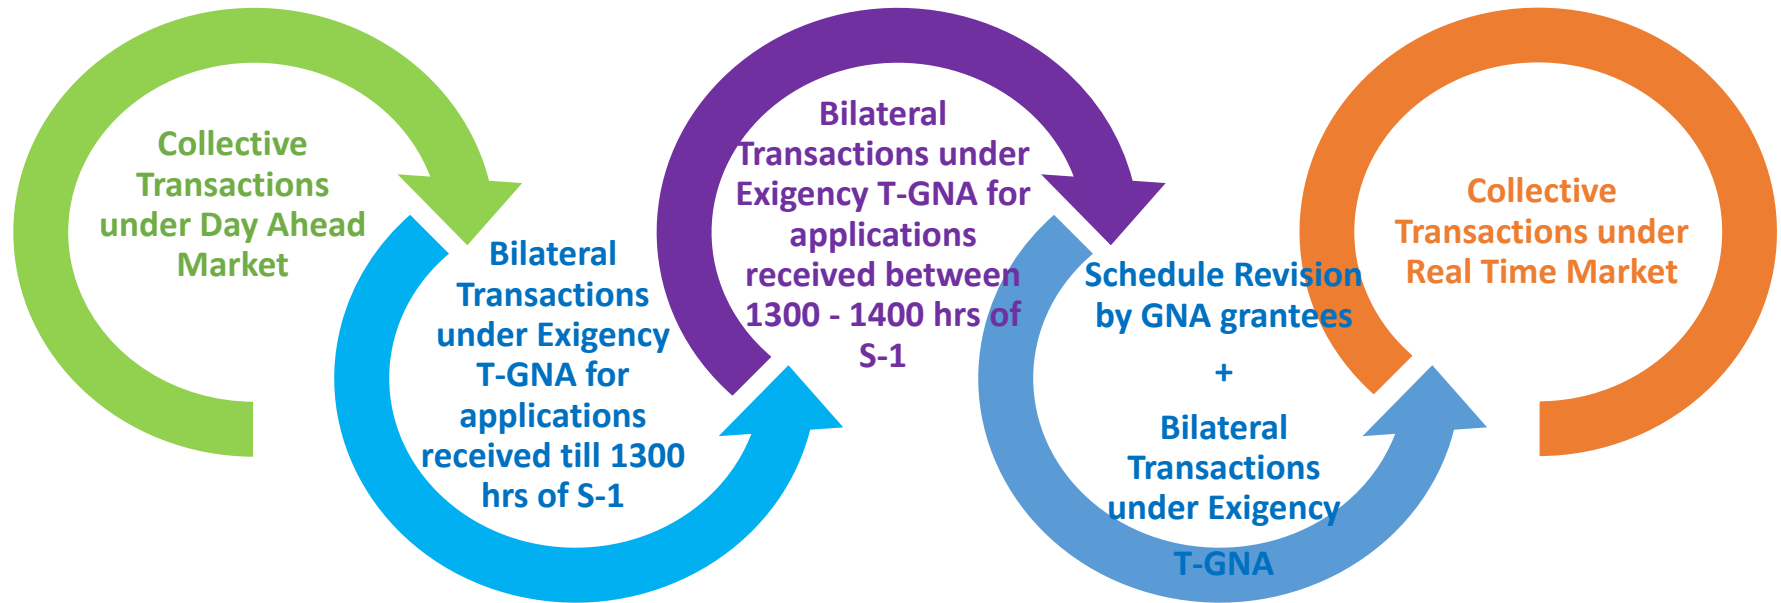 Collective
Transactions
under Day Ahead
Market
Bilateral
Transactions
under Exigency
T-GNA for
applications
received till 1300
hrs of S-1
Bilateral
Transactions under
Exigency T-GNA for
applications
received between
1300 - 1400 hrs of
S-1
Schedule Revision
by GNA grantees
+
Bilateral
Transactions
under Exigency
T-GNA
Collective
Transactions under
Real Time Market